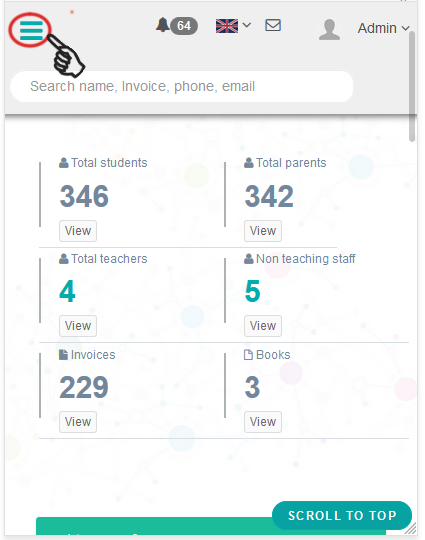 64
Admin
Search name, Invoice, phone, email
Total students
Total parents
346
342
View
View
Total teachers
Non teaching staff
4
5
View
View
Invoices
Books
229
3
View
View
SCROLL TO TOP